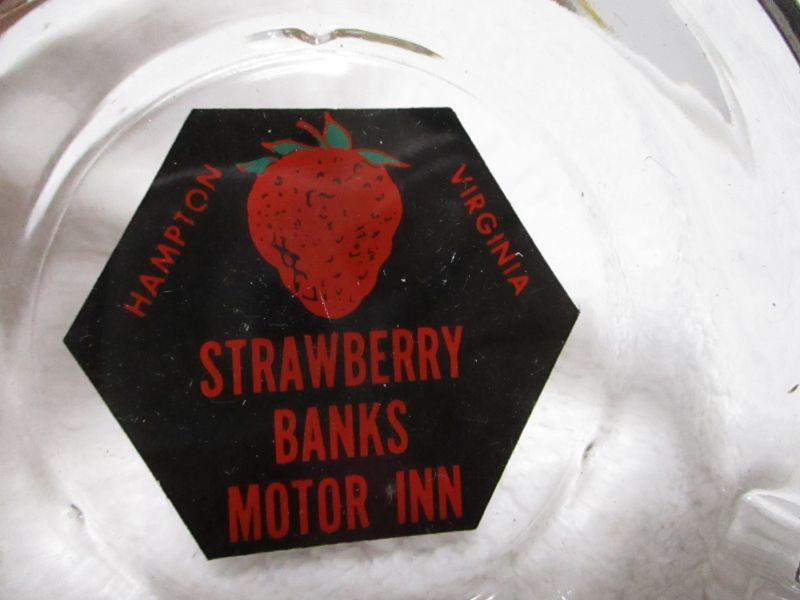 HAMPTON
VIRGINIA
STRAWBERRY
BANKS
MOTOR INN